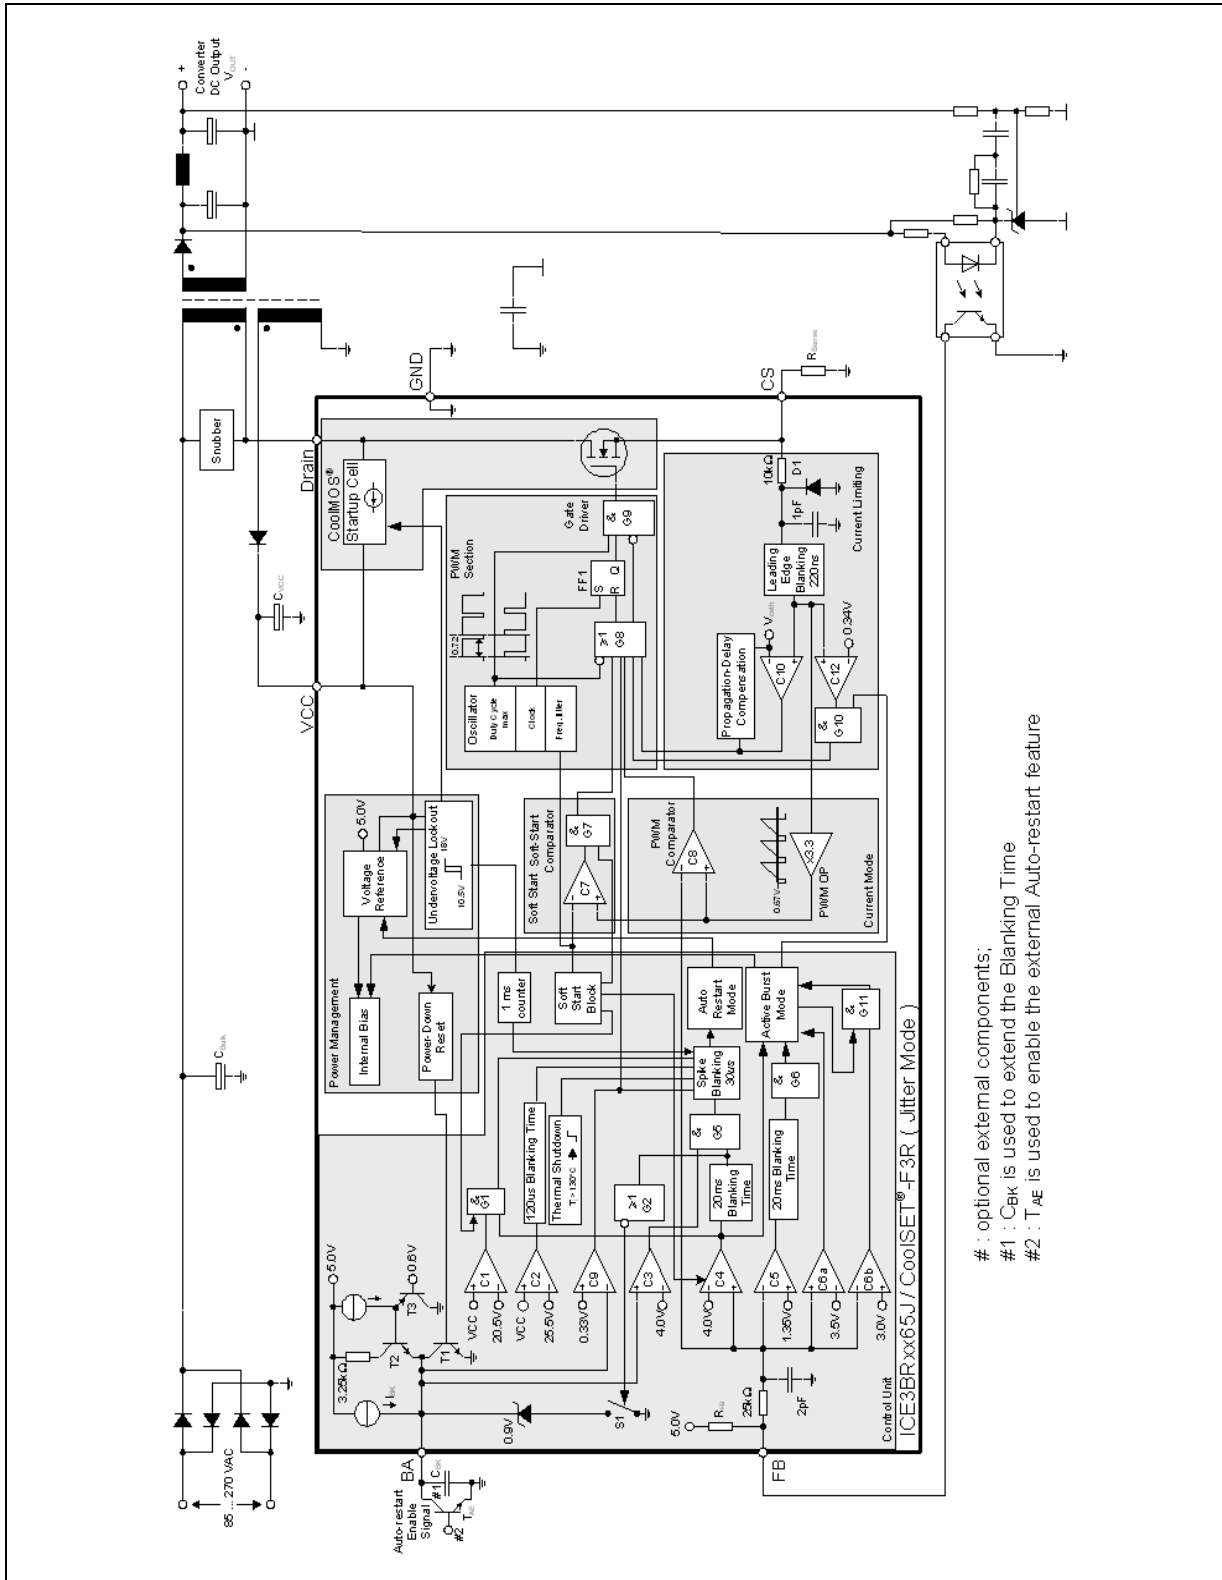 85 ... 270 VAC
C Bulk
Snubber
+
Converter
DC Output
V OUT
-
C VCC
VCC
Drain
GND
CS
R Sense
CoolMOS®
Startup Cell
Power Management
Internal Bias
Voltage
Reference
5.0V
Undervoltage Lockout
18V
10.5V
Power-Down
Reset
1 ms
counter
Soft
Start
Block
Soft Start
Soft-Start
Comparator
C7
&
G7
PWM
Section
0.72
Oscillator
Duty Cycle
max
Clock
Freq. jitter
≥1
G8
FF1
S
R
Q
&
G9
Gate
Driver
PWM
Comparator
C8
0.67V
x3.3
PWM OP
Current Mode
Propagation-Delay
Compensation
V csth
C10
C12
0.34V
&
G10
Leading
Edge
Blanking
220ns
10kΩ
D1
1pF
Current Limiting
5.0V
3.25kΩ
I BK
T2
T3
0.6V
T1
0.9V
S1
BA
Auto-restart
Enable
Signal
#1
C BK
#2
T AE
VCC
20.5V
C1
&
G1
VCC
25.5V
C2
120us Blanking Time
Thermal Shutdown
Tj >130°C
0.33V
C9
4.0V
C3
≥1
G2
4.0V
C4
20ms
Blanking
Time
&
G5
Spike
Blanking
30us
Auto
Restart
Mode
1.35V
C5
20ms Blanking
Time
&
G6
Active Burst
Mode
3.5V
C6a
3.0V
C6b
&
G11
5.0V
R FB
25kΩ
2pF
FB
Control Unit
ICE3BRxx65J / CoolSET®-F3R ( Jitter Mode )
# : optional external components;
#1 : CBK is used to extend the Blanking Time
#2 : TAE is used to enable the external Auto-restart feature